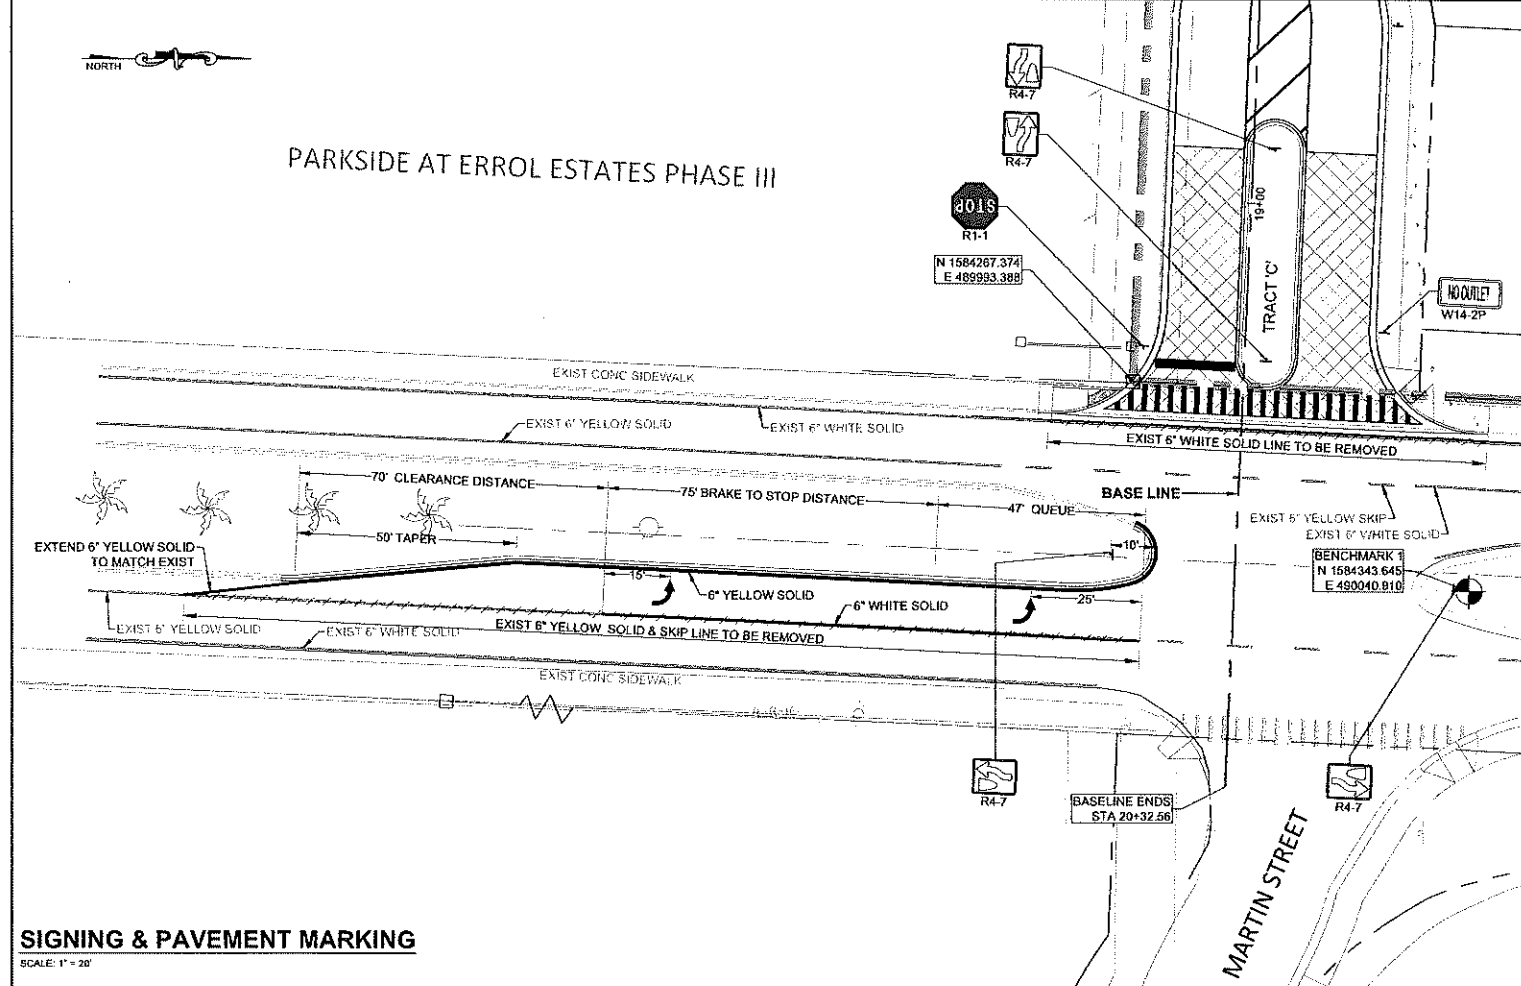 NORTH
PARKSIDE AT ERROL ESTATES PHASE III
R4-7
R4-7
STOP
R1-1
N 1584267.374
E 489993.388
19+00
TRACT 'C'
NO OUTLET
W14-2P
EXIST CONC SIDEWALK
EXIST 6" YELLOW SOLID
EXIST 6" WHITE SOLID
EXIST 6" WHITE SOLID LINE TO BE REMOVED
70' CLEARANCE DISTANCE
75' BRAKE TO STOP DISTANCE
47' QUEUE
BASE LINE
EXIST 6" YELLOW SKIP
EXIST 6" WHITE SOLID
50' TAPER
10'
EXTEND 6" YELLOW SOLID
TO MATCH EXIST
BENCHMARK 1
N 1584343.645
E 490040.910
15'
6" YELLOW SOLID
6" WHITE SOLID
25'
EXIST 6" YELLOW SOLID
EXIST 6" WHITE SOLID
EXIST 6" YELLOW SOLID & SKIP LINE TO BE REMOVED
EXIST CONC SIDEWALK
R4-7
R4-7
BASELINE ENDS
STA 20+32.56
MARTIN STREET
SIGNING & PAVEMENT MARKING
SCALE: 1" = 20'